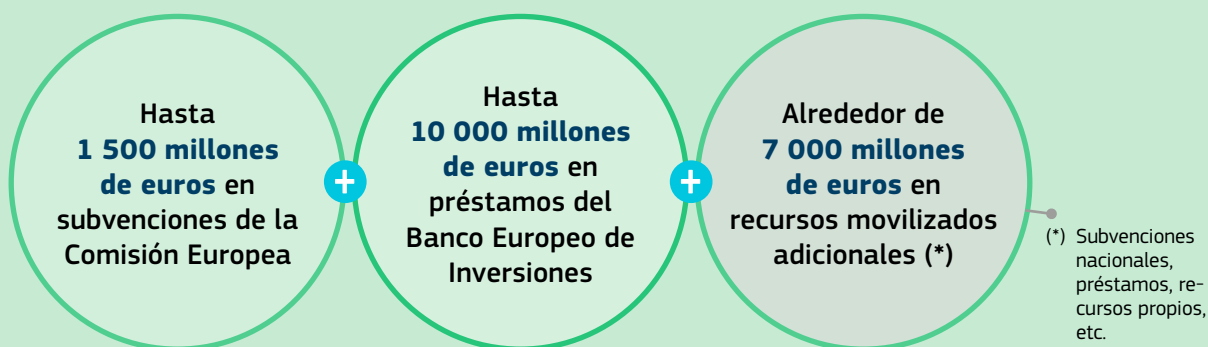 Hasta
1 500 millones
de euros en
subvenciones de la
Comisión Europea
+
Hasta
10 000 millones
de euros en
préstamos del
Banco Europeo de
Inversiones
+
Alrededor de
7 000 millones
de euros en
recursos movilizados
adicionales (*)
(*) Subvenciones
nacionales,
préstamos, re-
cursos propios,
etc.